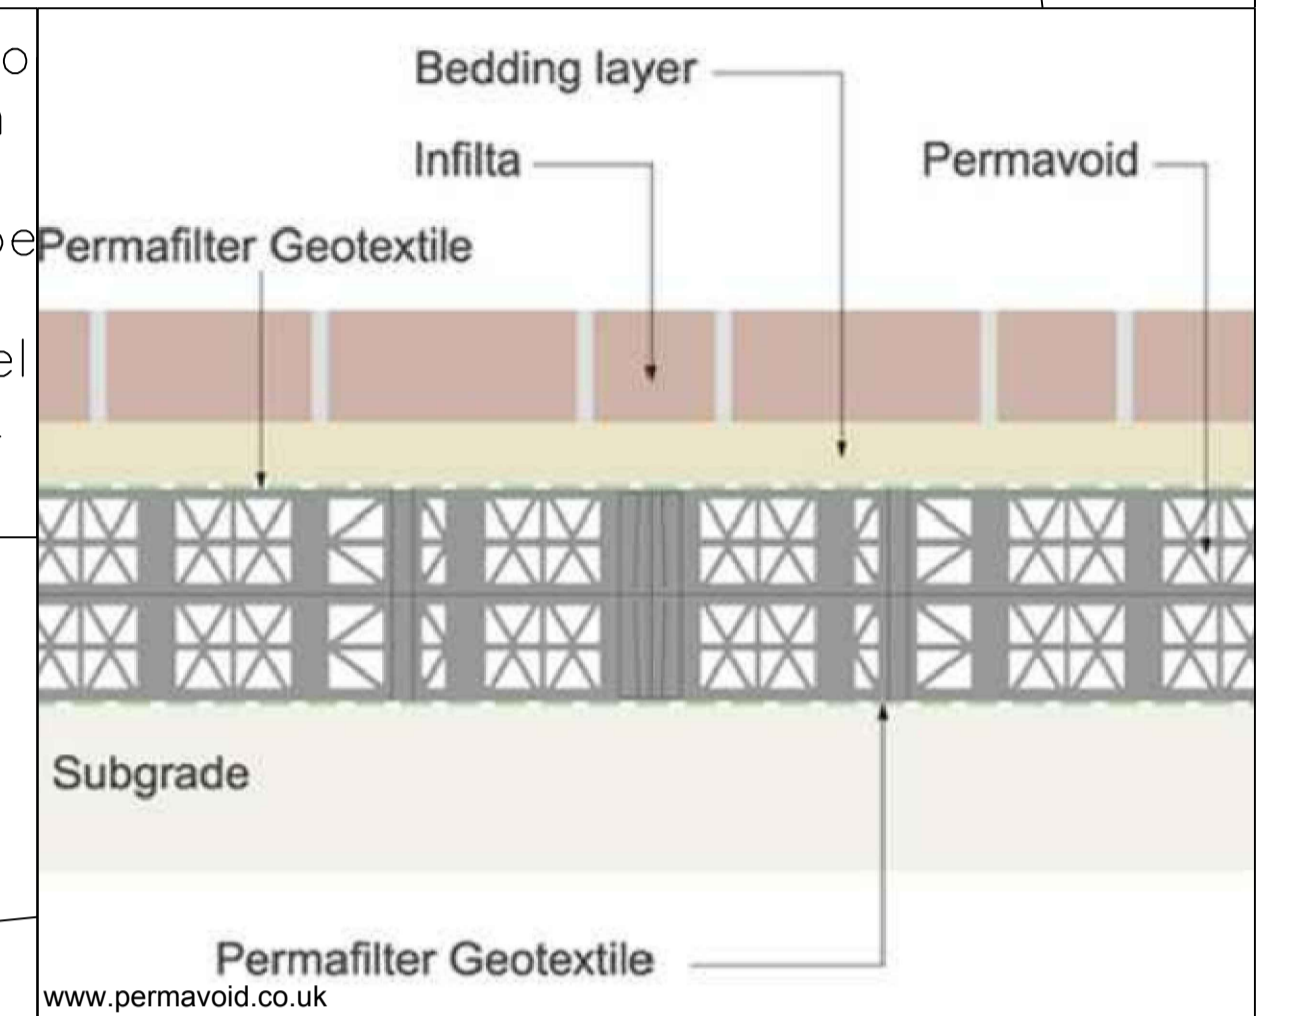 Bedding layer
Infilta
Permavoid
Permafilter Geotextile
Subgrade
Permafilter Geotextile
www.permavoid.co.uk